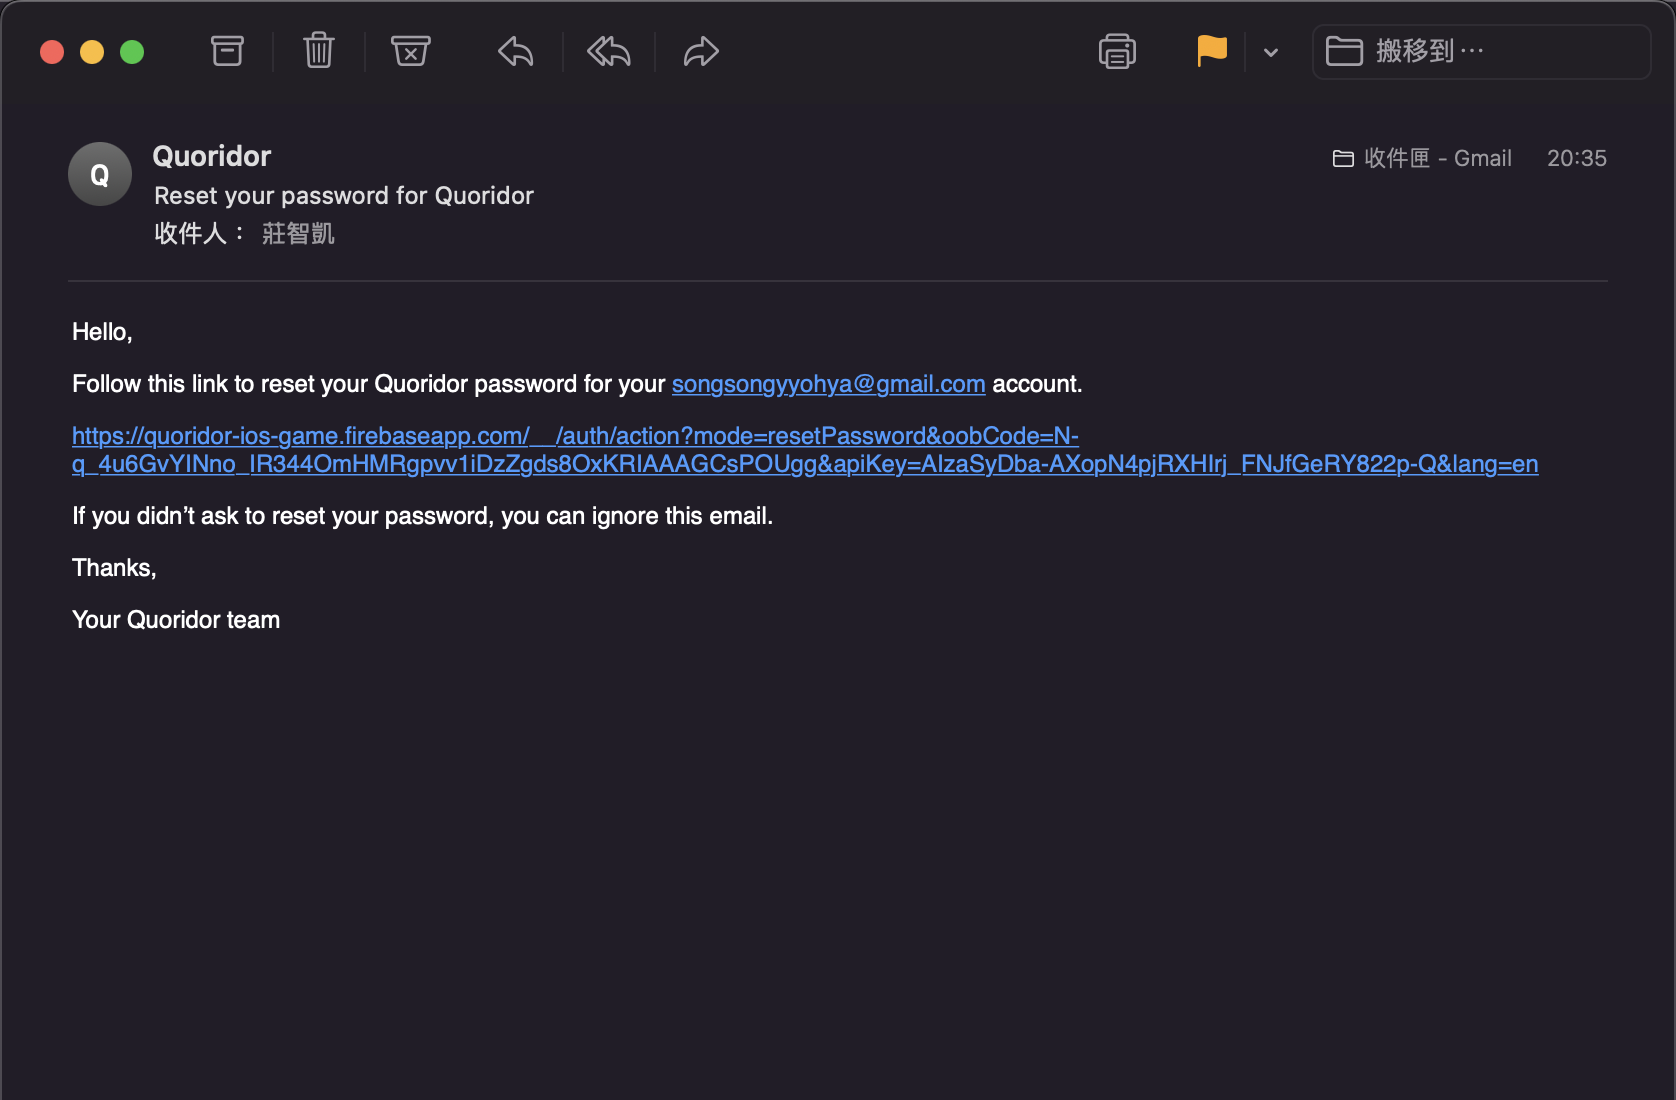 搬移到…
Q
Quoridor
收件匣 - Gmail 20:35
Reset your password for Quoridor
收件人： 莊智凱
Hello,
Follow this link to reset your Quoridor password for your songsongyyohya@gmail.com account.
https://quoridor-ios-game.firebaseapp.com/__/auth/action?mode=resetPassword&oobCode=N-
q_4u6GvYINno_IR344OmHMRgpvv1iDzZgds8OxKRIAAAGCsPOUgg&apiKey=AIzaSyDba-AXopN4pjRXHIrj_FNJfGeRY822p-Q&lang=en
If you didn’t ask to reset your password, you can ignore this email.
Thanks,
Your Quoridor team